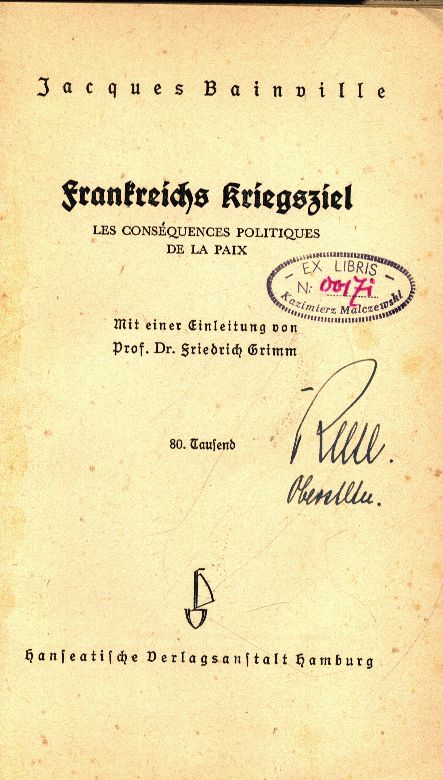 Jacques Bainville
Frankreichs Kriegsziel
LES CONSÉQUENCES POLITIQUES
DE LA PAIX
EX LIBRIS
N: 0017i
Kazimierz Malczewski
Mit einer Einleitung von
Prof. Dr. Friedrich Grimm
80. Tausend
Hanseatische Verlagsanstalt Hamburg